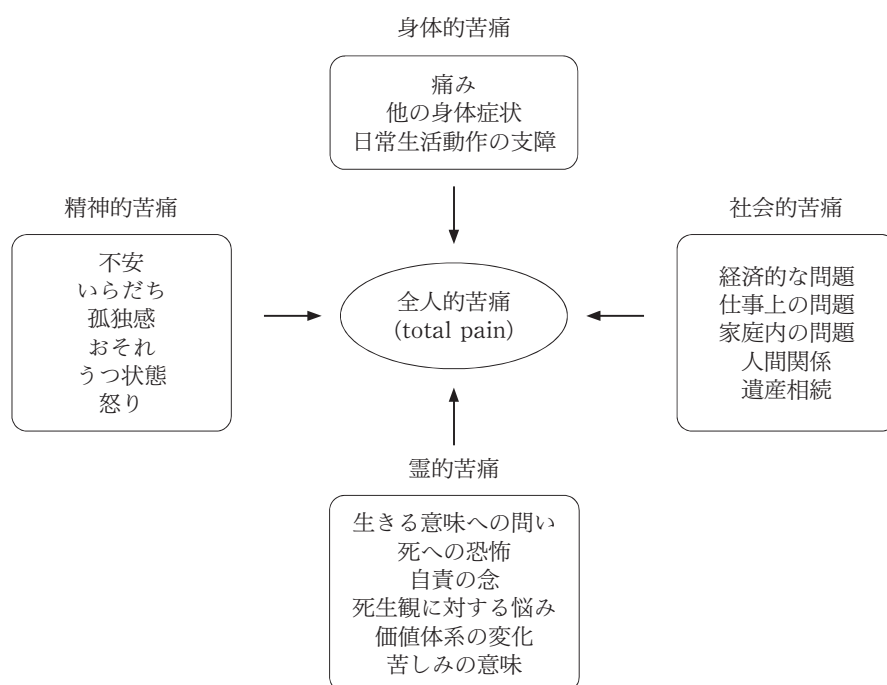 身体的苦痛
痛み
他の身体症状
日常生活動作の支障
精神的苦痛
不安
いらだち
孤独感
おそれ
うつ状態
怒り
全人的苦痛
(total pain)
社会的苦痛
経済的な問題
仕事上の問題
家庭内の問題
人間関係
遺産相続
霊的苦痛
生きる意味への問い
死への恐怖
自責の念
死生観に対する悩み
価値体系の変化
苦しみの意味